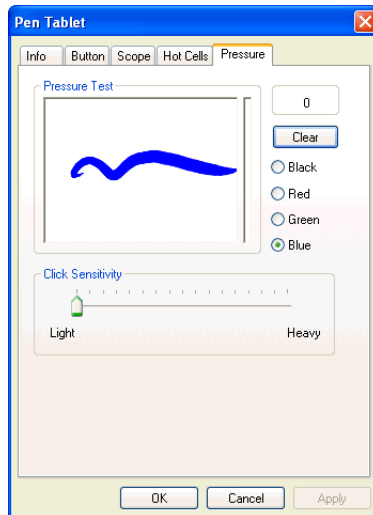 Pen Tablet
Info Button Scope Hot Cells Pressure
Pressure Test
0
Clear
Black
Red
Green
Blue
Click Sensitivity
Light Heavy
OK Cancel Apply